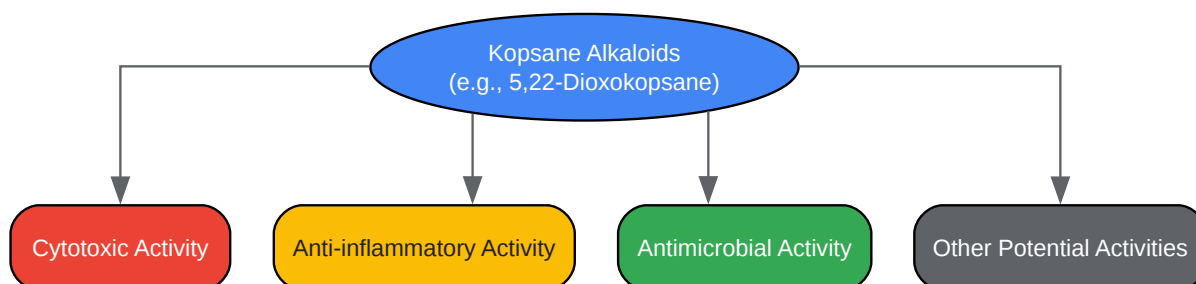 Kopsane Alkaloids
(e.g., 5,22-Dioxokopsane)
Cytotoxic Activity
Anti-inflammatory Activity
Antimicrobial Activity
Other Potential Activities